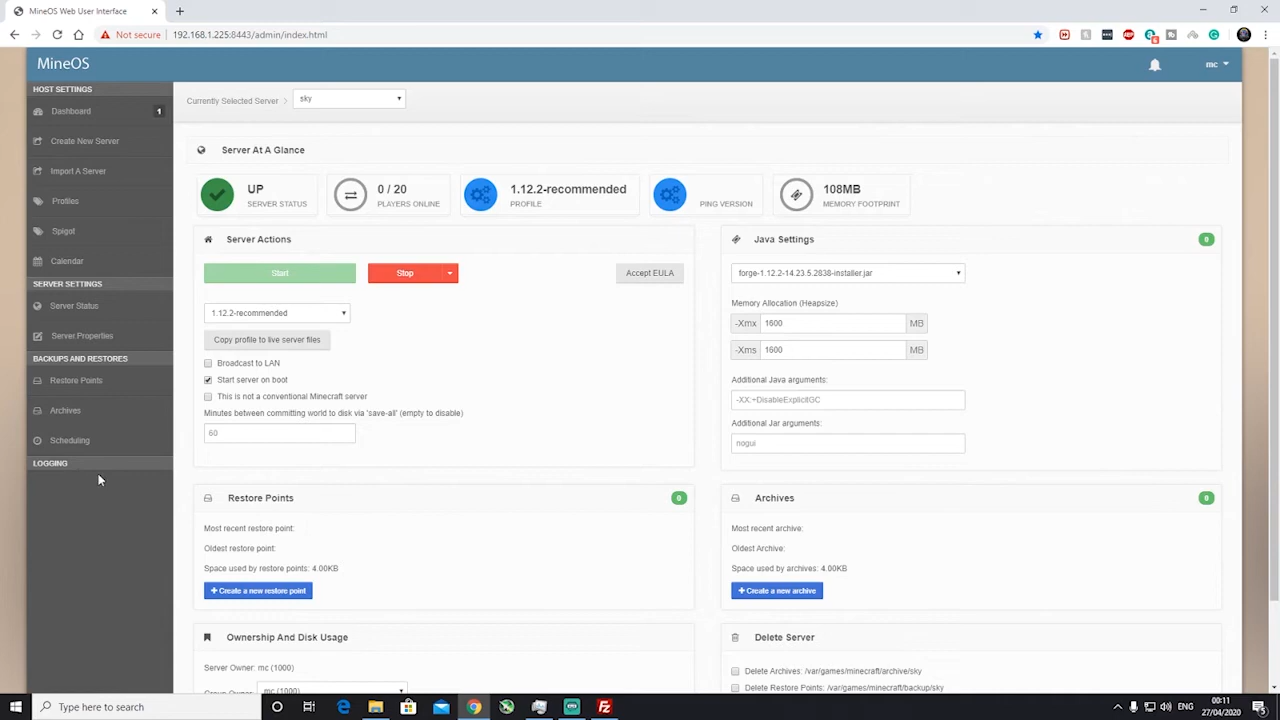 MineOS Web User Interface
Not secure
192.168.1.225:8443/admin/index.html
MineOS
mc
HOST SETTINGS
Dashboard
1
Create New Server
Import A Server
Profiles
Spigot
Calendar
SERVER SETTINGS
Server Status
Server Properties
BACKUPS AND RESTORES
Restore Points
Archives
Scheduling
LOGGING
Currently Selected Server
sky
Server At A Glance
UP
SERVER STATUS
0 / 20
PLAYERS ONLINE
1.12.2-recommended
PROFILE
PING VERSION
108MB
MEMORY FOOTPRINT
Server Actions
Start
Stop
Accept EULA
1.12.2-recommended
Copy profile to live server files
Broadcast to LAN
Start server on boot
This is not a conventional Minecraft server
Minutes between committing world to disk via 'save-all' (empty to disable)
60
Java Settings
0
forge-1.12.2-14.23.5.2838-installer.jar
Memory Allocation (Heapsize)
-Xmx
1600
MB
-Xms
1600
MB
Additional Java arguments:
-XX:+DisableExplicitGC
Additional Jar arguments:
nogui
Restore Points
0
Most recent restore point:
Oldest restore point:
Space used by restore points: 4.00KB
Create a new restore point
Archives
0
Most recent archive:
Oldest Archive:
Space used by archives: 4.00KB
Create a new archive
Ownership And Disk Usage
Server Owner: mc (1000)
Group Owner:
mc (1000)
Delete Server
Delete Archives: /var/games/minecraft/archive/sky
Delete Restore Points: /var/games/minecraft/backup/sky
Type here to search
00:11
27/04/2020